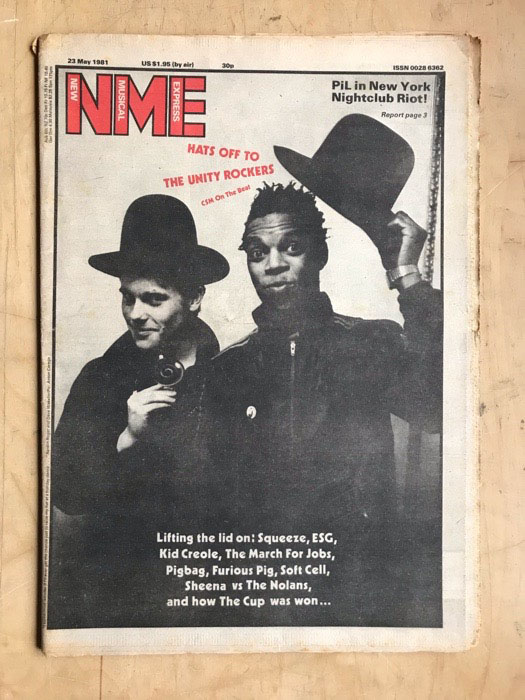 23 May 1981 US $1.95 (by air) 30p ISSN 0028 6362
NEW MUSICAL EXPRESS
NME
PiL in New York
Nightclub Riot!
Report page 3
HATS OFF TO
THE UNITY ROCKERS
CSM On The Beat
Lifting the lid on: Squeeze, ESG,
Kid Creole, The March For Jobs,
Pigbag, Furious Pig, Soft Cell,
Sheena vs The Nolans,
and how The Cup was won...